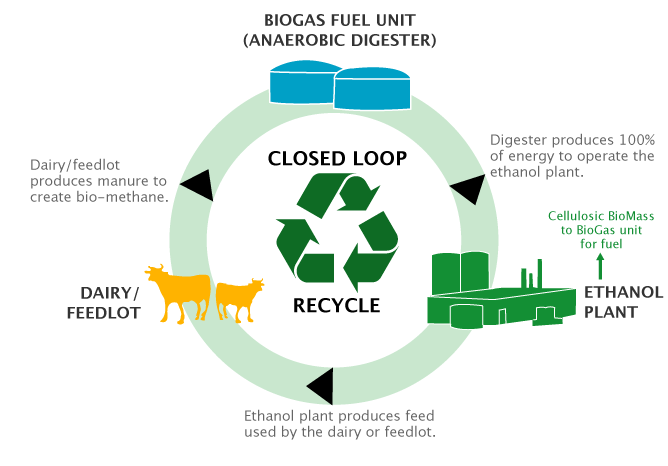 BIOGAS FUEL UNIT
(ANAEROBIC DIGESTER)
Digester produces 100%
of energy to operate the
ethanol plant.
Dairy/feedlot
produces manure to
create bio-methane.
CLOSED LOOP
RECYCLE
Cellulosic BioMass
to BioGas unit
for fuel
DAIRY/
FEEDLOT
ETHANOL
PLANT
Ethanol plant produces feed
used by the dairy or feedlot.